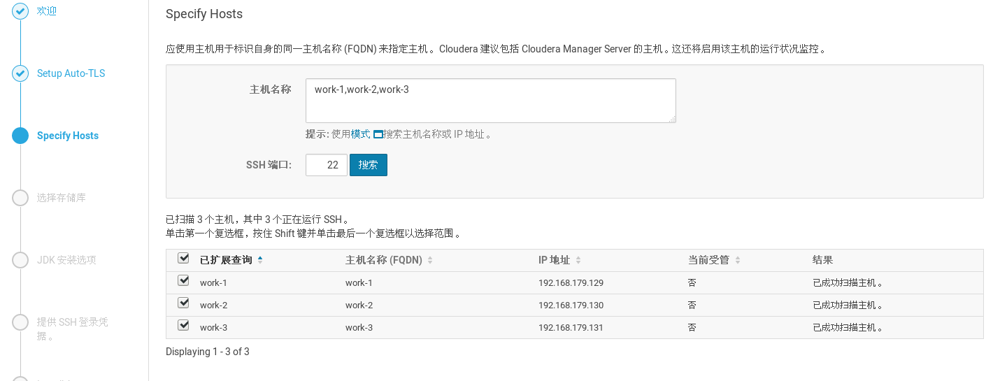 欢迎
Setup Auto-TLS
Specify Hosts
选择存储库
JDK 安装选项
提供 SSH 登录凭
据。
Specify Hosts
应使用主机用于标识自身的同一主机名称 (FQDN) 来指定主机。Cloudera 建议包括 Cloudera Manager Server 的主机。这还将启用该主机的运行状况监控。
主机名称
work-1,work-2,work-3
提示: 使用模式 搜索主机名称或 IP 地址。
SSH 端口: 22 搜索
已扫描 3 个主机，其中 3 个正在运行 SSH。
单击第一个复选框，按住 Shift 键并单击最后一个复选框以选择范围。
已扩展查询 主机名称 (FQDN) IP 地址 当前受管 结果
work-1 work-1 192.168.179.129 否 已成功扫描主机。
work-2 work-2 192.168.179.130 否 已成功扫描主机。
work-3 work-3 192.168.179.131 否 已成功扫描主机。
Displaying 1 - 3 of 3